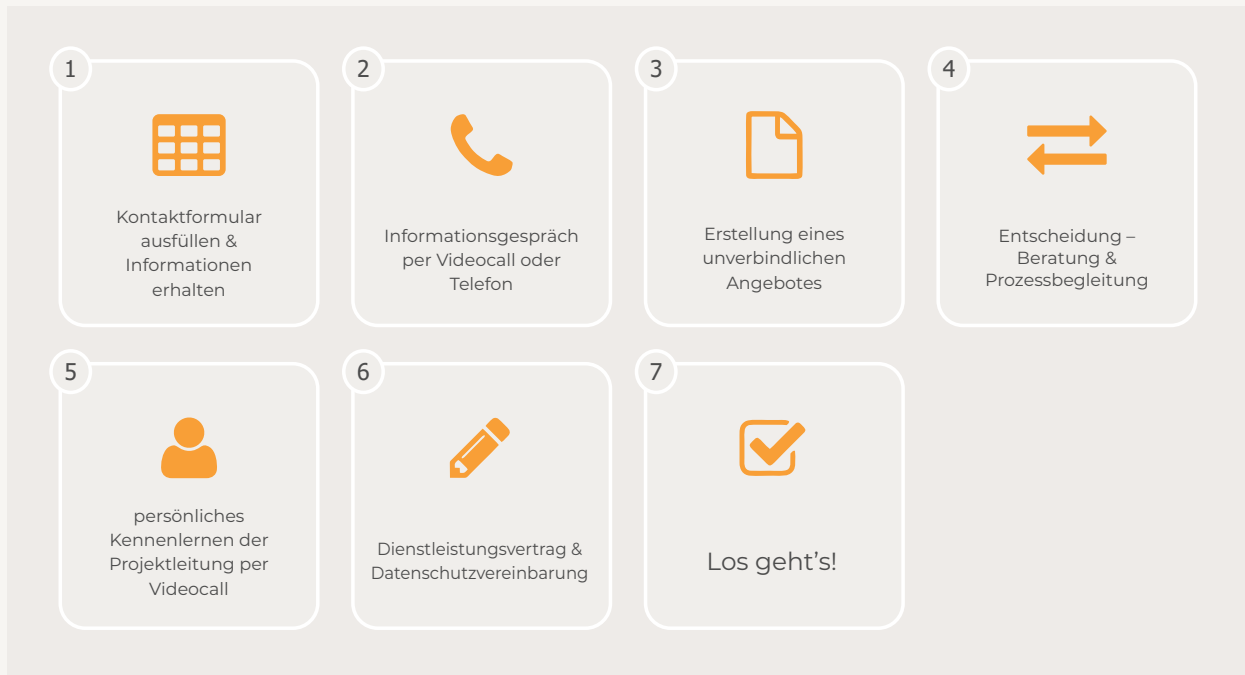 1
Kontaktformular
ausfüllen &
Informationen
erhalten
2
Informationsgespräch
per Videocall oder
Telefon
3
Erstellung eines
unverbindlichen
Angebotes
4
Entscheidung –
Beratung &
Prozessbegleitung
5
persönliches
Kennenlernen der
Projektleitung per
Videocall
6
Dienstleistungsvertrag &
Datenschutzvereinbarung
7
Los geht’s!